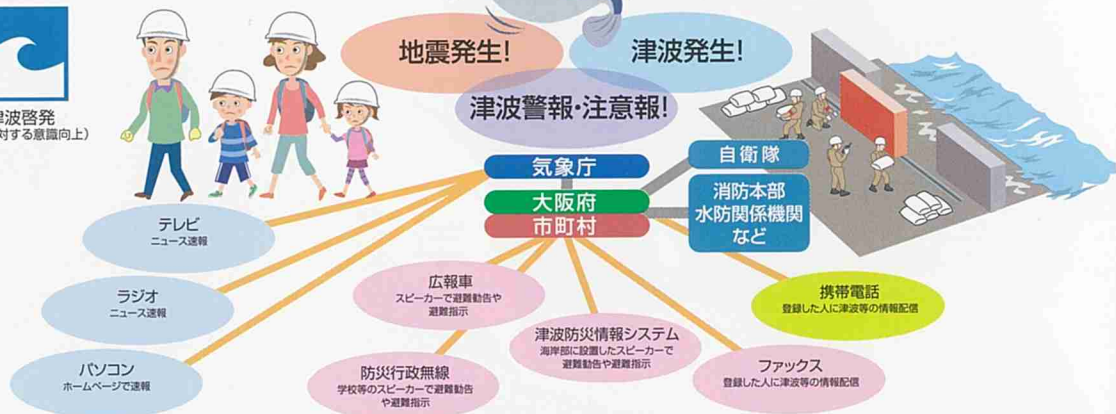 地震発生!
津波発生!
津波警報・注意報!
波啓発
対する意識向上)
気象庁
大阪府
市町村
自衛隊
消防本部
水防関係機関
など
テレビ
ニュース速報
ラジオ
ニュース速報
パソコン
ホームページで速報
広報車
スピーカーで避難勧告や
避難指示
防災行政無線
学校等のスピーカーで避難勧告
や避難指示
津波防災情報システム
海岸部に設置したスピーカーで
避難勧告や避難指示
ファックス
登録した人に津波等の情報配信
携帯電話
登録した人に津波等の情報配信